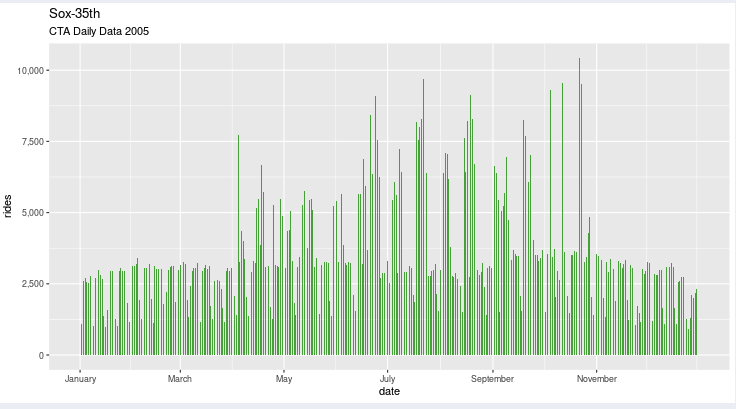 Sox-35th
CTA Daily Data 2005
10,000
7,500
5,000
2,500
0
rides
January March May July September November
date